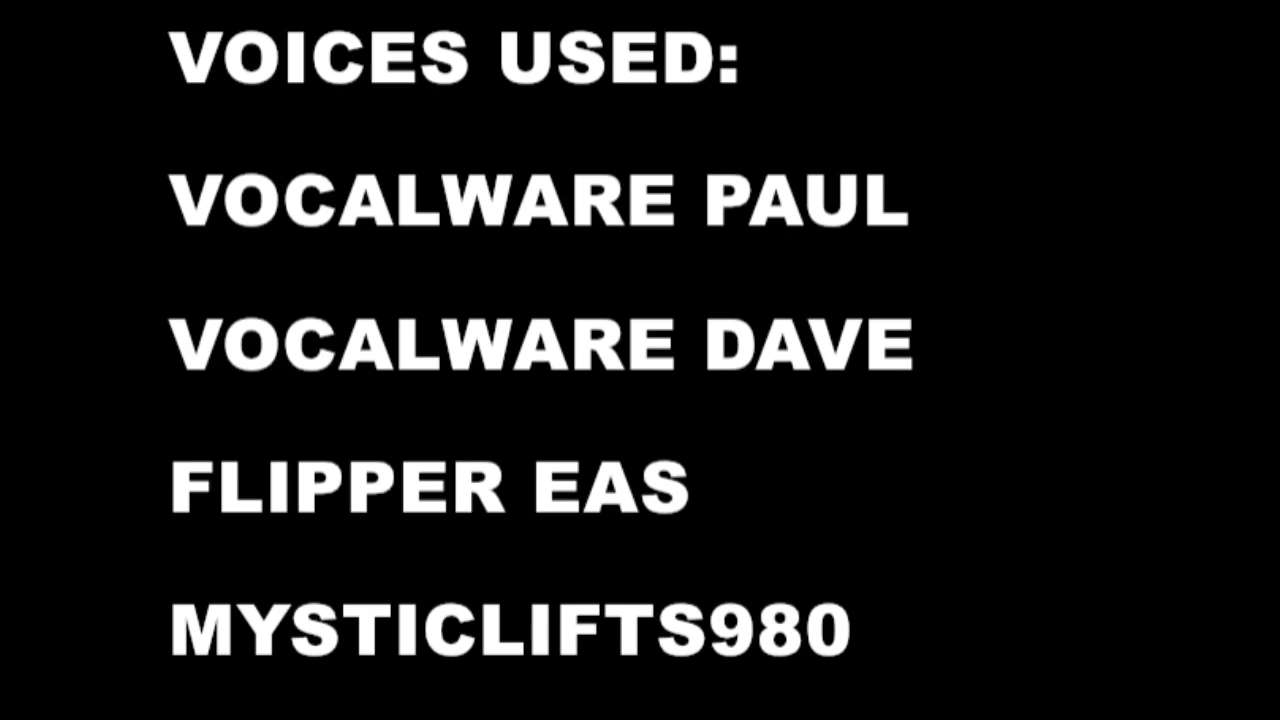 VOICES USED:
VOCALWARE PAUL
VOCALWARE DAVE
FLIPPER EAS
MYSTICLIFTS980